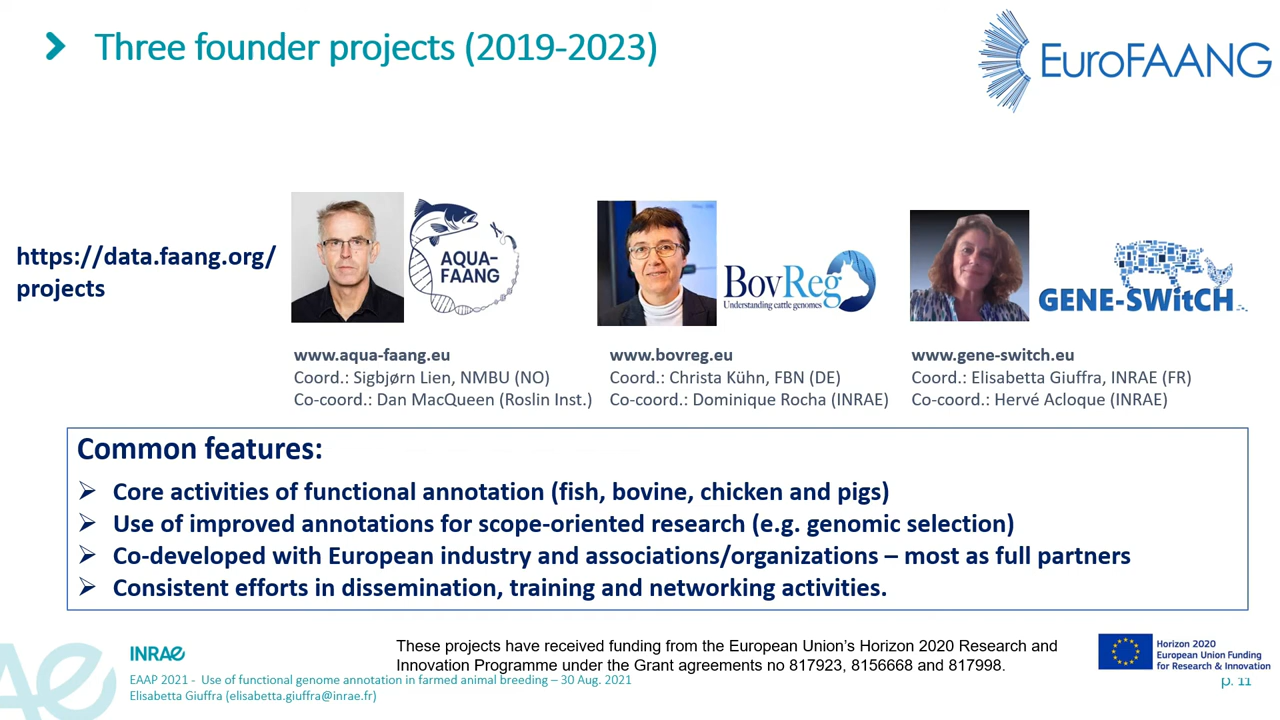 Three founder projects (2019-2023)
EuroFAANG
https://data.faang.org/
projects
AQUA-
FAANG
BovReg
Understanding cattle genomes
GENE-SWitCH
www.aqua-faang.eu
Coord.: Sigbjørn Lien, NMBU (NO)
Co-coord.: Dan MacQueen (Roslin Inst.)
www.bovreg.eu
Coord.: Christa Kühn, FBN (DE)
Co-coord.: Dominique Rocha (INRAE)
www.gene-switch.eu
Coord.: Elisabetta Giuffra, INRAE (FR)
Co-coord.: Hervé Acloque (INRAE)
Common features:
Core activities of functional annotation (fish, bovine, chicken and pigs)
Use of improved annotations for scope-oriented research (e.g. genomic selection)
Co-developed with European industry and associations/organizations – most as full partners
Consistent efforts in dissemination, training and networking activities.
These projects have received funding from the European Union’s Horizon 2020 Research and
Innovation Programme under the Grant agreements no 817923, 8156668 and 817998.
INRAE
EAAP 2021 - Use of functional genome annotation in farmed animal breeding – 30 Aug. 2021
Elisabetta Giuffra (elisabetta.giuffra@inrae.fr)
Horizon 2020
European Union Funding
for Research & Innovation
p. 11